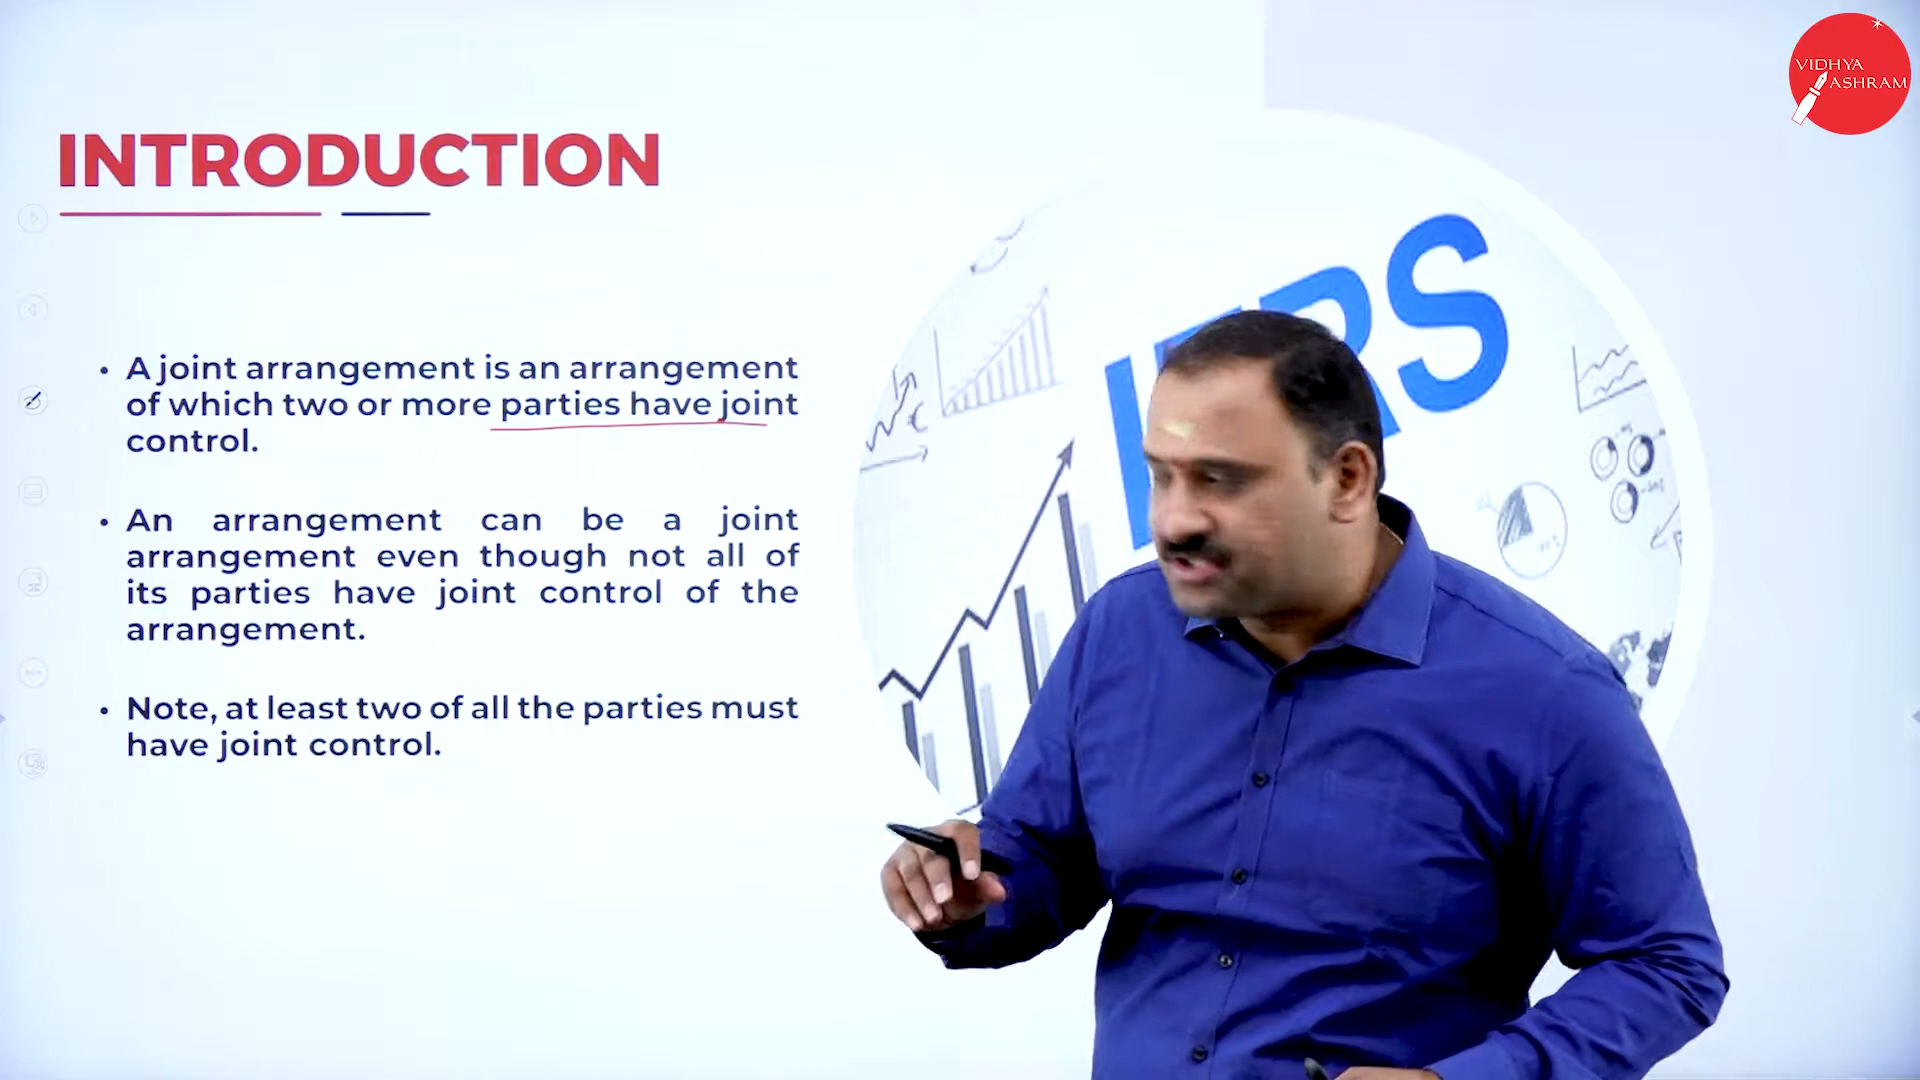 VIDHYA
ASHRAM
INTRODUCTION
• A joint arrangement is an arrangement
of which two or more parties have joint
control.
• An arrangement can be a joint
arrangement even though not all of
its parties have joint control of the
arrangement.
• Note, at least two of all the parties must
have joint control.